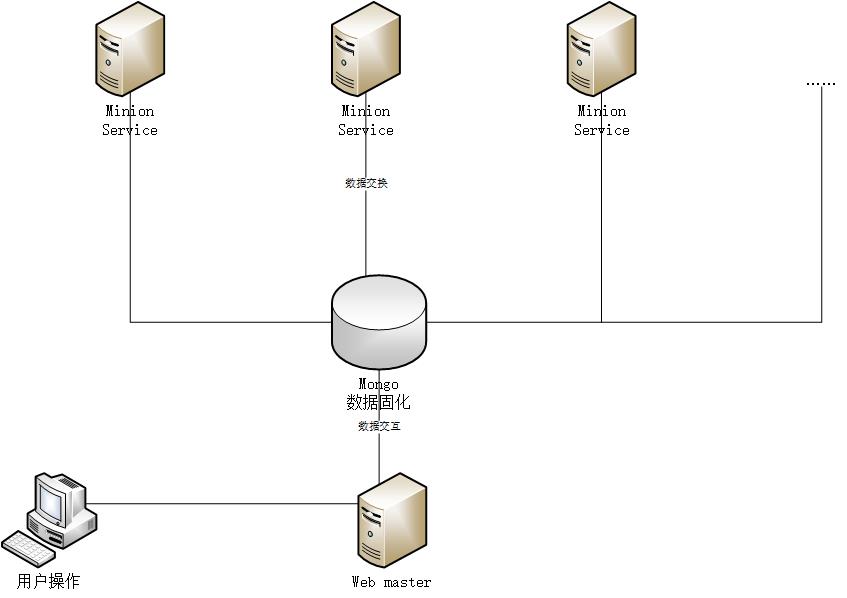 ……
Minion
Service
Minion
Service
Minion
Service
数据交换
Mongo
数据固化
数据交互
用户操作
Web master